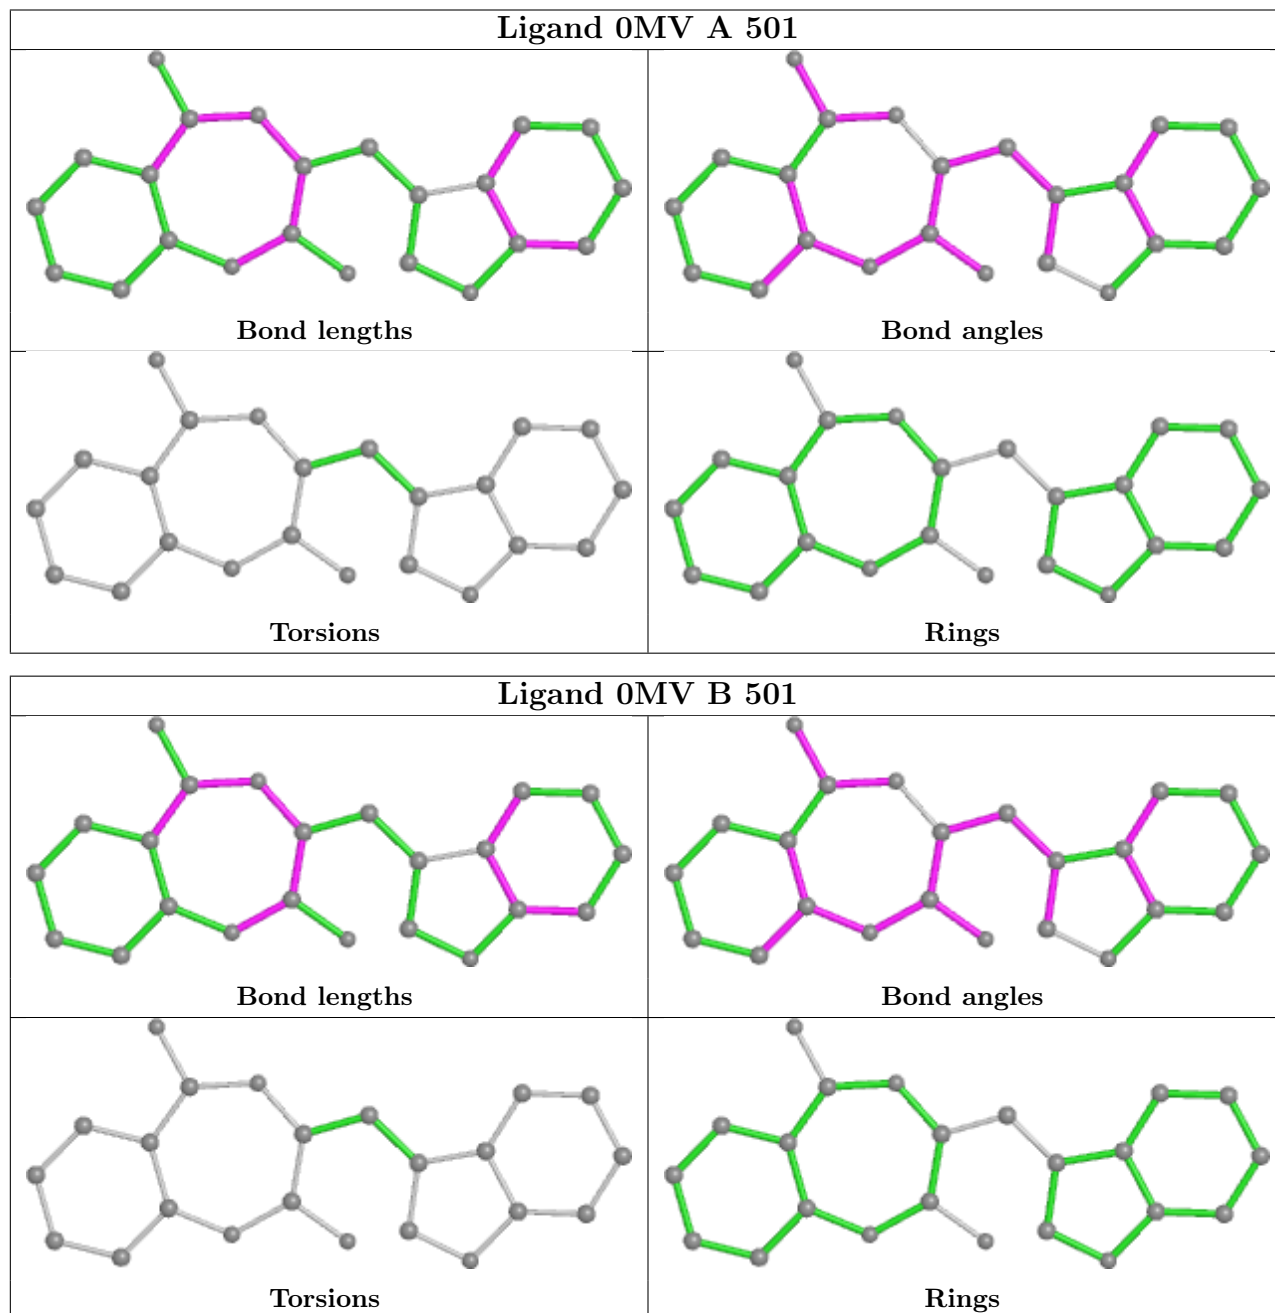 Ligand 0MV A 501
Bond lengths
Bond angles
Torsions
Rings
Ligand 0MV B 501
Bond lengths
Bond angles
Torsions
Rings